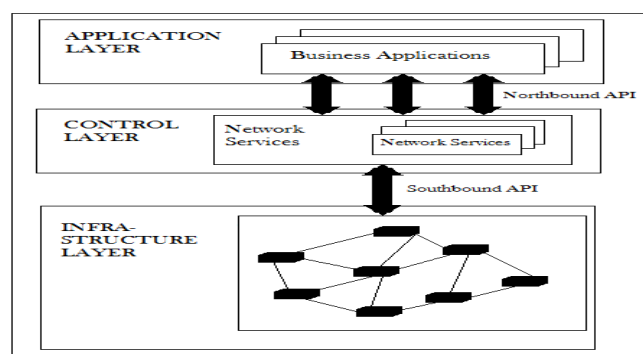 APPLICATION
LAYER
Business Applications
Northbound API
CONTROL
LAYER
Network
Services
Network Services
Southbound API
INFRA-
STRUCTURE
LAYER